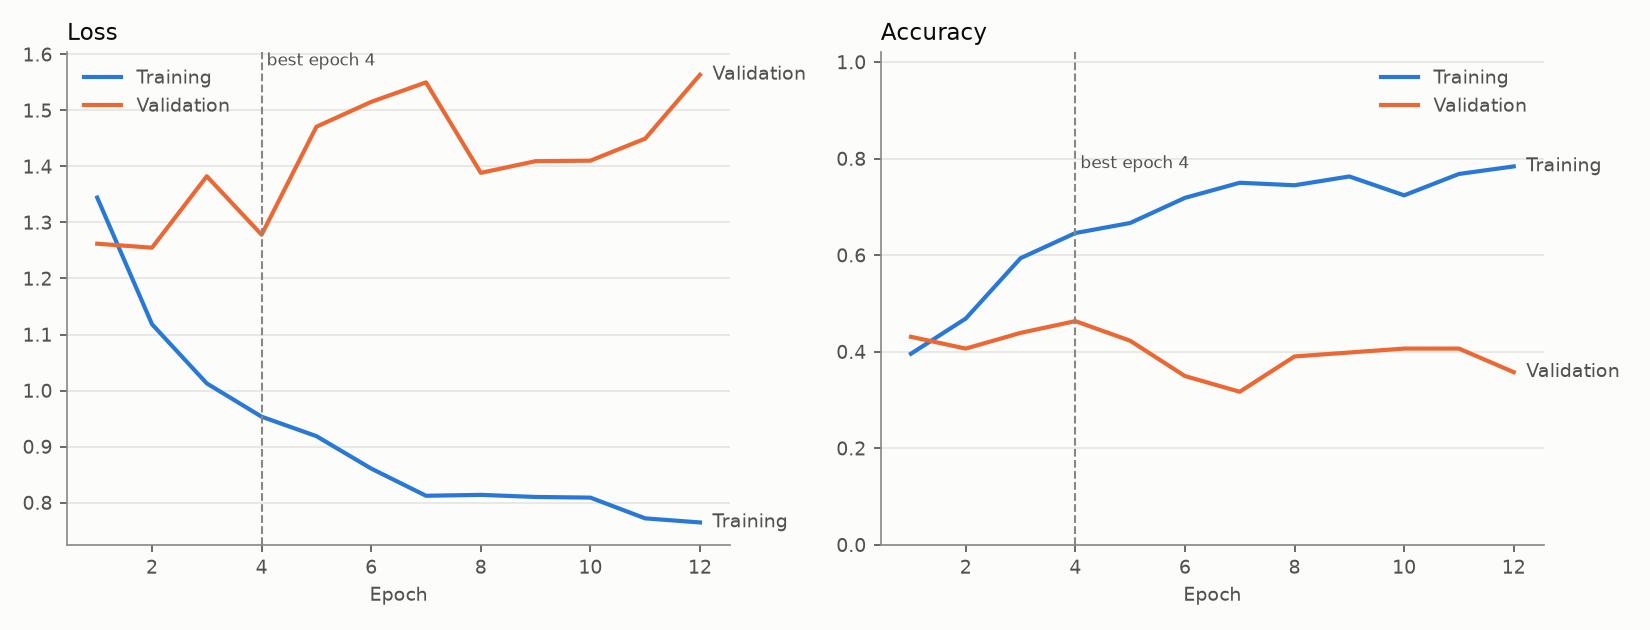 Loss
1.6
1.5
1.4
1.3
1.2
1.1
1.0
0.9
0.8
Training
Validation
best epoch 4
Validation
Training
2 4 6 8 10 12
Epoch
Accuracy
1.0
0.8
0.6
0.4
0.2
0.0
Training
Validation
best epoch 4
Training
Validation
2 4 6 8 10 12
Epoch